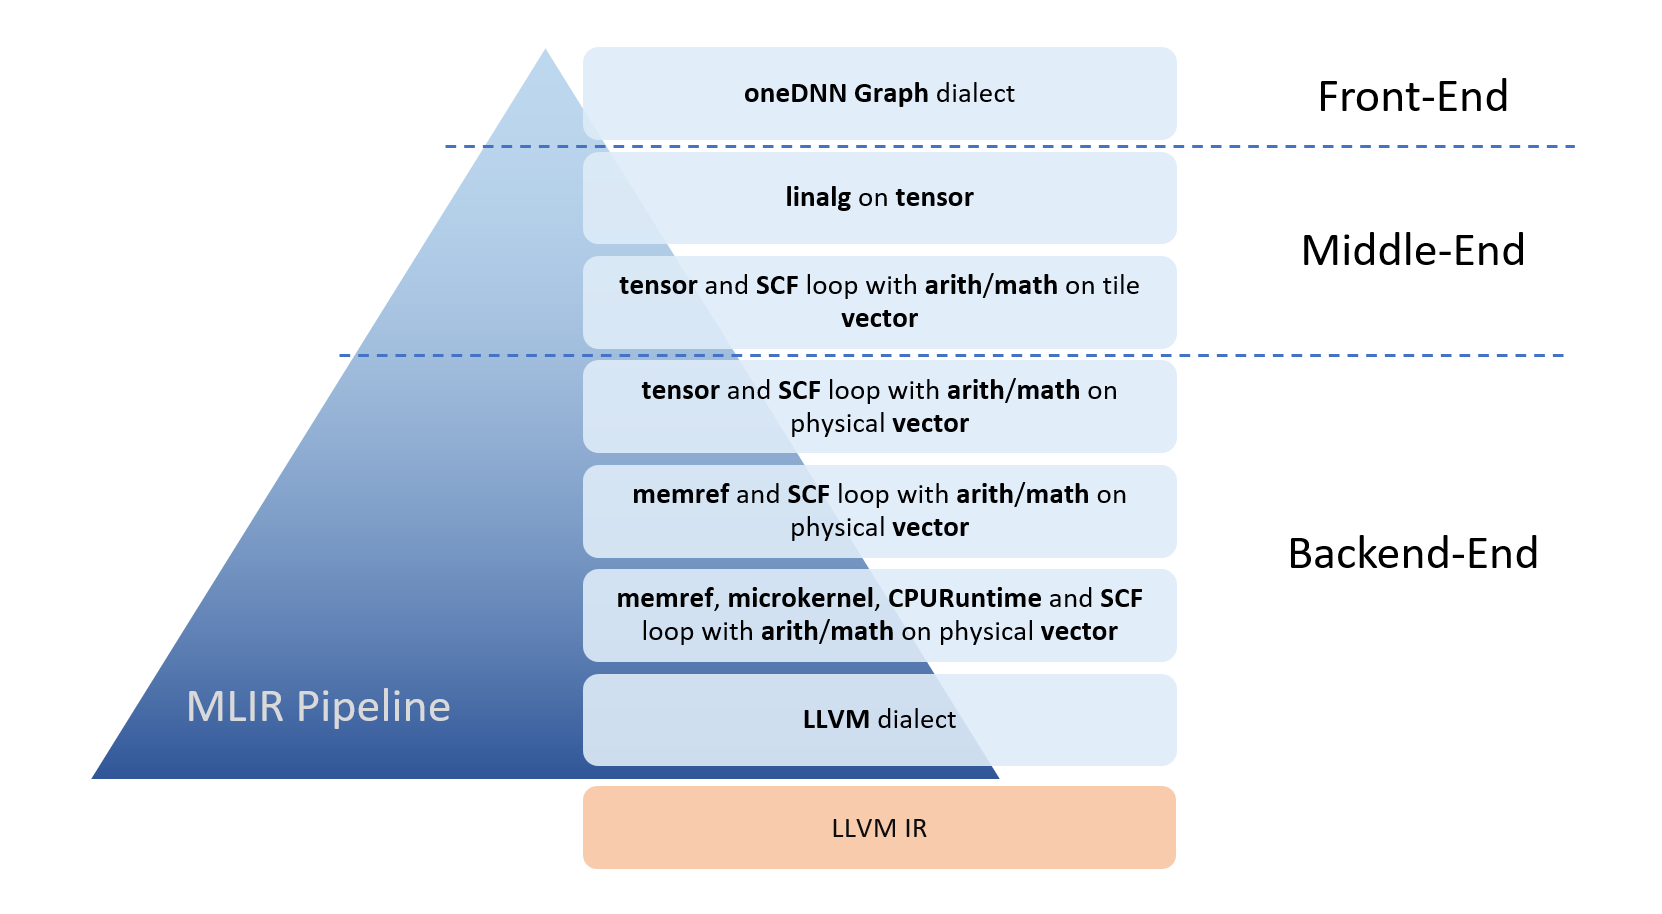 oneDNN Graph dialect
Front-End
linalg on tensor
Middle-End
tensor and SCF loop with arith/math on tile
vector
tensor and SCF loop with arith/math on
physical vector
memref and SCF loop with arith/math on
physical vector
Backend-End
memref, microkernel, CPURuntime and SCF
loop with arith/math on physical vector
MLIR Pipeline
LLVM dialect
LLVM IR